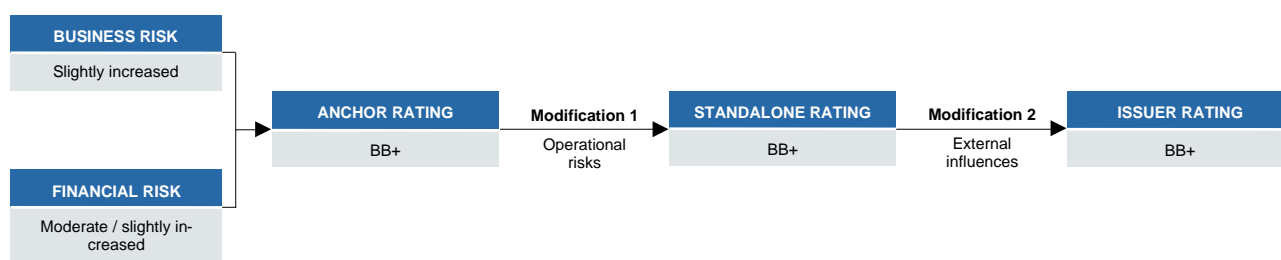 BUSINESS RISK
Slightly increased
FINANCIAL RISK
Moderate / slightly in-
creased
ANCHOR RATING
BB+
Modification 1
Operational
risks
STANDALONE RATING
BB+
Modification 2
External
influences
ISSUER RATING
BB+